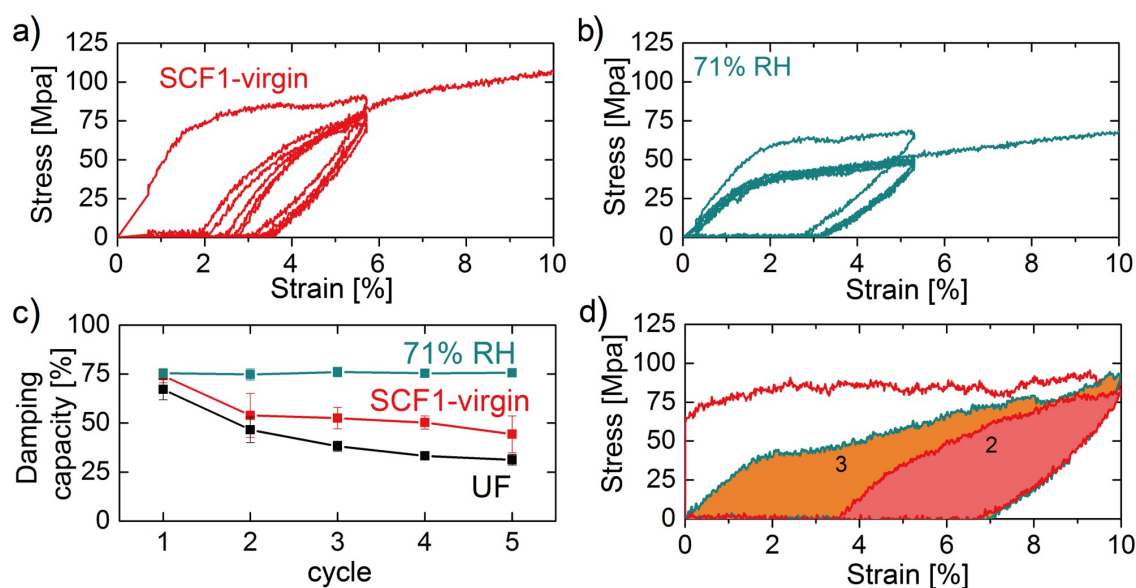 a)
125
100
75
50
25
0
Stress [Mpa]
SCF1-virgin
0 2 4 6 8 10
Strain [%]
b)
125
100
75
50
25
0
Stress [Mpa]
71% RH
0 2 4 6 8 10
Strain [%]
c)
100
75
50
25
0
Damping
capacity [%]
71% RH
SCF1-virgin
UF
1 2 3 4 5
cycle
d)
125
100
75
50
25
0
Stress [Mpa]
3
2
0 2 4 6 8 10
Strain [%]